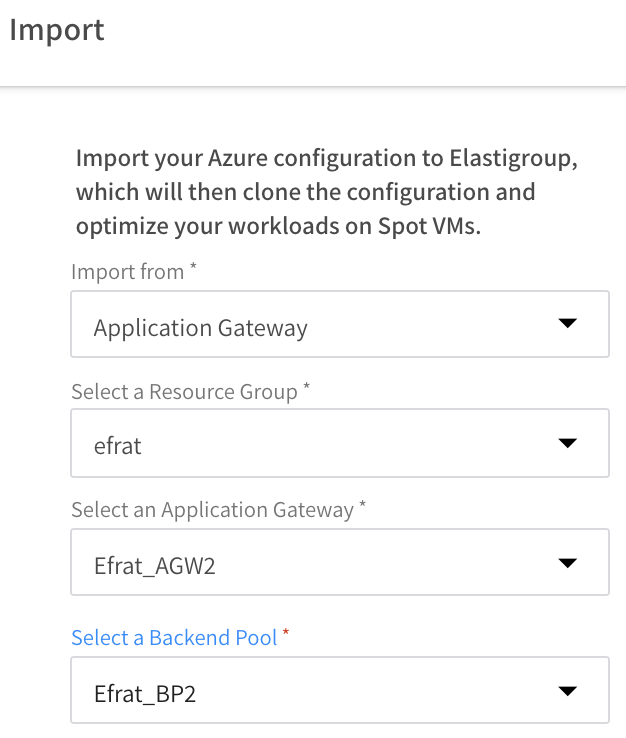 Import
Import your Azure configuration to Elastigroup,
which will then clone the configuration and
optimize your workloads on Spot VMs.
Import from *
Application Gateway
Select a Resource Group *
efrat
Select an Application Gateway *
Efrat_AGW2
Select a Backend Pool *
Efrat_BP2